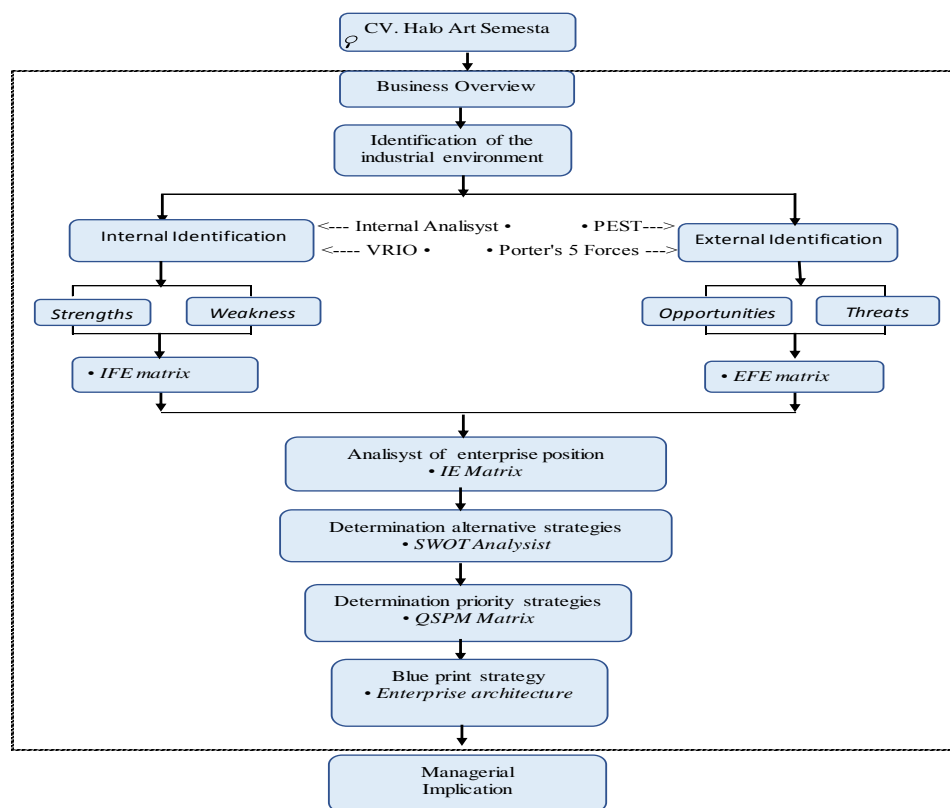 CV. Halo Art Semesta
Business Overview
Identification of the
industrial environment
Internal Identification
<--- Internal Analisyst •
<--- VRIO •
• PEST--->
• Porter's 5 Forces --->
External Identification
Strengths
Weakness
Opportunities
Threats
• IFE matrix
• EFE matrix
Analisyst of enterprise position
• IE Matrix
Determination alternative strategies
• SWOT Analysist
Determination priority strategies
• QSPM Matrix
Blue print strategy
• Enterprise architecture
Managerial
Implication